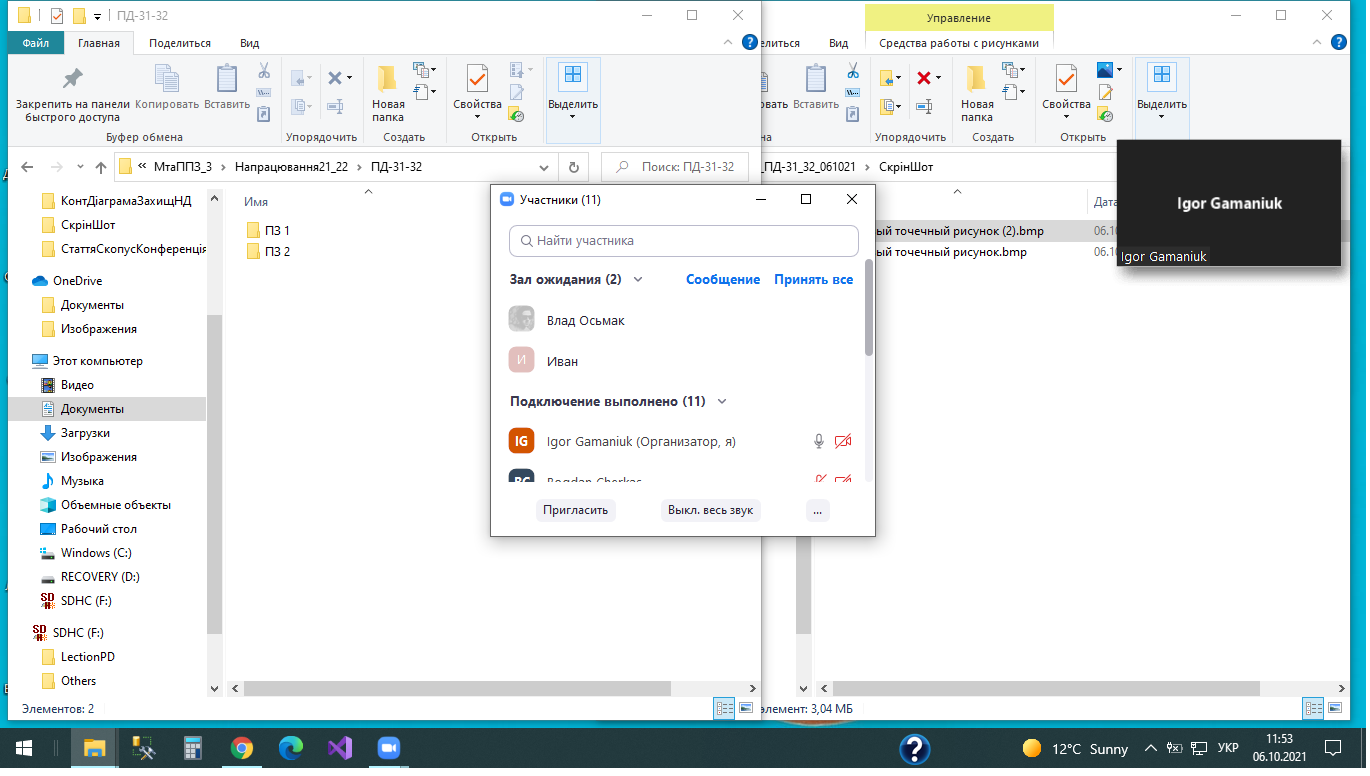 ПД-31-32
Файл
Главная
Поделиться
Вид
Закрепить на панели
быстрого доступа
Копировать
Вставить
Буфер обмена
Упорядочить
Новая
папка
Создать
Свойства
Открыть
Выделить
« МтаППЗ_3 > Напрацювання21_22 > ПД-31-32
Поиск: ПД-31-32
КонтДіаграмаЗахищНД
СкрінШот
СтаттяСкопусКонференція
OneDrive
Документы
Изображения
Этот компьютер
Видео
Документы
Загрузки
Изображения
Музыка
Объемные объекты
Рабочий стол
Windows (C:)
RECOVERY (D:)
SDHC (F:)
SDHC (F:)
LectionPD
Others
Имя
ПЗ 1
ПЗ 2
Элементов: 2
Управление
елиться
Вид
Средства работы с рисунками
овать
Вставить
на
Упорядочить
Новая
папка
Создать
Свойства
Открыть
Выделить
_ПД-31_32_061021 > СкрінШот
Дата
ый точечный рисунок (2).bmp
06.10
ый точечный рисунок.bmp
06.10
элемент: 3,04 МБ
Igor Gamaniuk
Igor Gamaniuk
Участники (11)
Найти участника
Зал ожидания (2)
Сообщение
Принять все
Влад Осьмак
И
Иван
Подключение выполнено (11)
IG
Igor Gamaniuk (Организатор, я)
BC
Bogdan Cherkas
Пригласить
Выкл. весь звук
...
12°C Sunny
УКР
11:53
06.10.2021